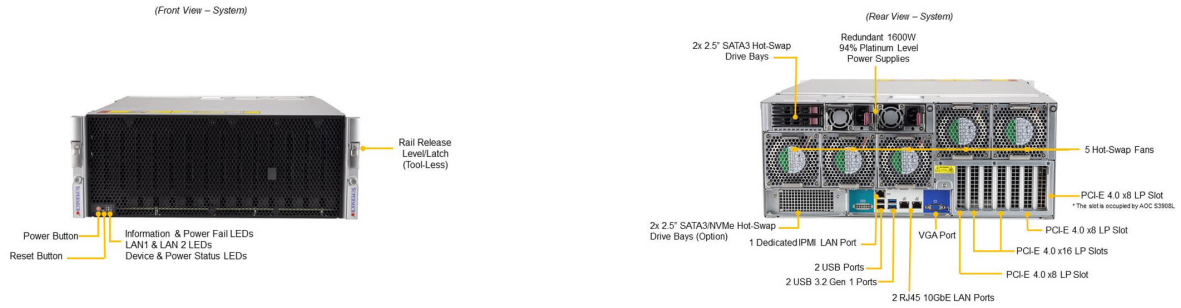 (Front View – System)
Rail Release
Level/Latch
(Tool-Less)
Power Button
Reset Button
Information & Power Fail LEDs
LAN1 & LAN 2 LEDs
Device & Power Status LEDs
SUPERMICRO
SUPERMICRO
(Rear View – System)
2x 2.5" SATA3 Hot-Swap
Drive Bays
Redundant 1600W
94% Platinum Level
Power Supplies
5 Hot-Swap Fans
PCI-E 4.0 x8 LP Slot
* The slot is occupied by AOC S3908L
2x 2.5" SATA3/NVMe Hot-Swap
Drive Bays (Option)
1 Dedicated IPMI LAN Port
VGA Port
PCI-E 4.0 x8 LP Slot
PCI-E 4.0 x16 LP Slots
2 USB Ports
PCI-E 4.0 x8 LP Slot
2 USB 3.2 Gen 1 Ports
2 RJ45 10GbE LAN Ports